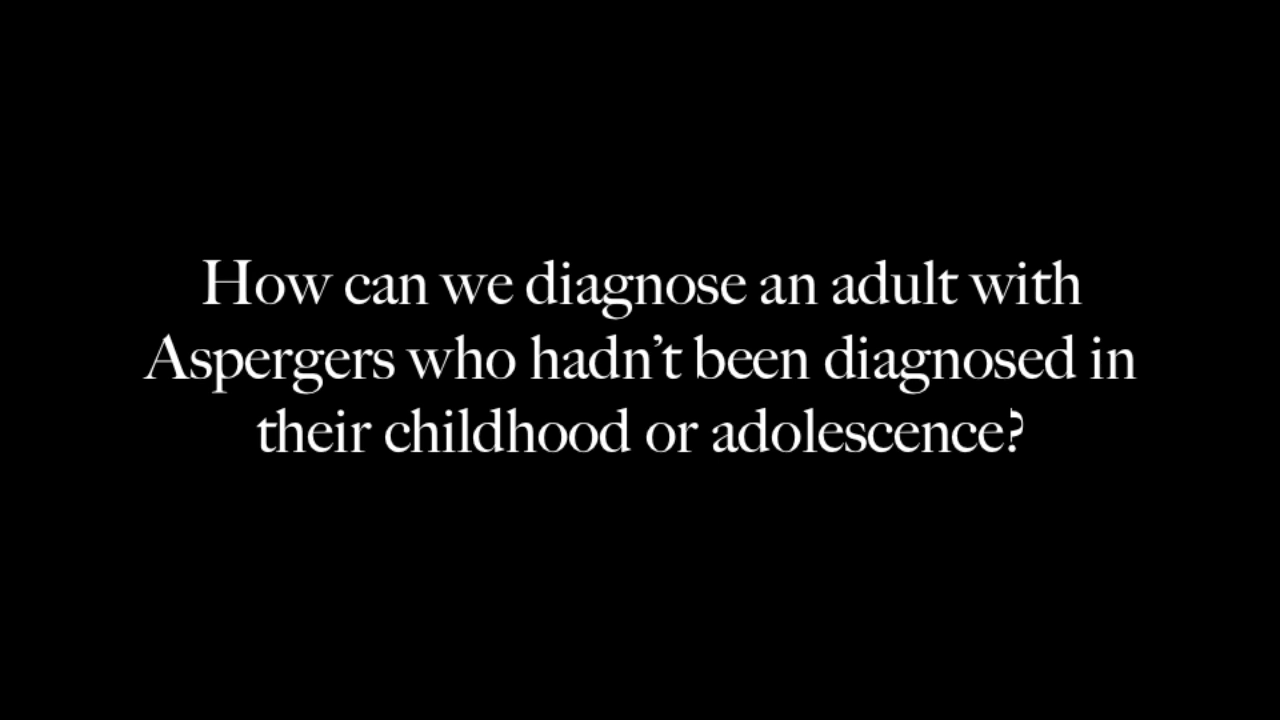 How can we diagnose an adult with
Aspergers who hadn’t been diagnosed in
their childhood or adolescence?